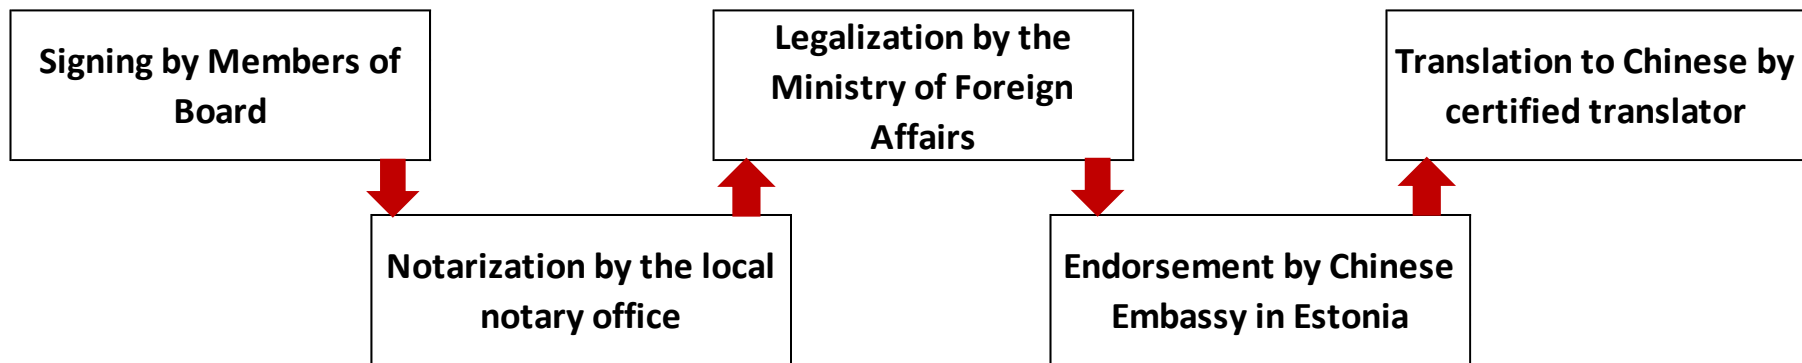 Signing by Members of
Board
Notarization by the local
notary office
Legalization by the
Ministry of Foreign
Affairs
Endorsement by Chinese
Embassy in Estonia
Translation to Chinese by
certified translator